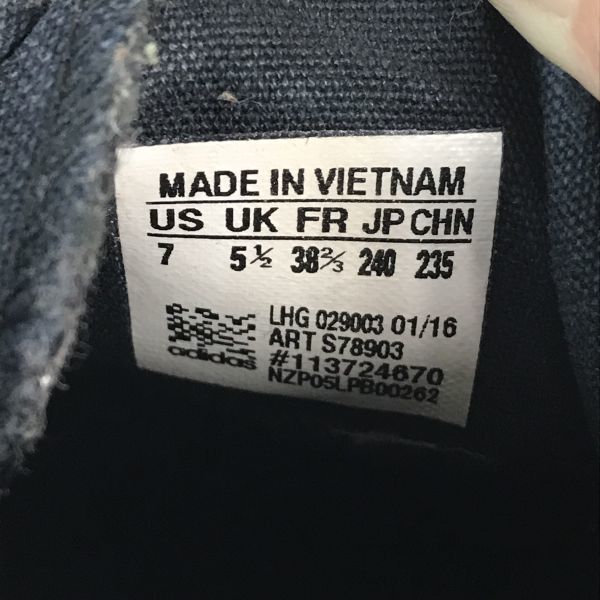 MADE IN VIETNAM
US UK FR JP CHN
7 5½ 38⅔ 240 235
LHG 029003 01/16
ART S78903
#113724670
NZP05LPB00262
adidas